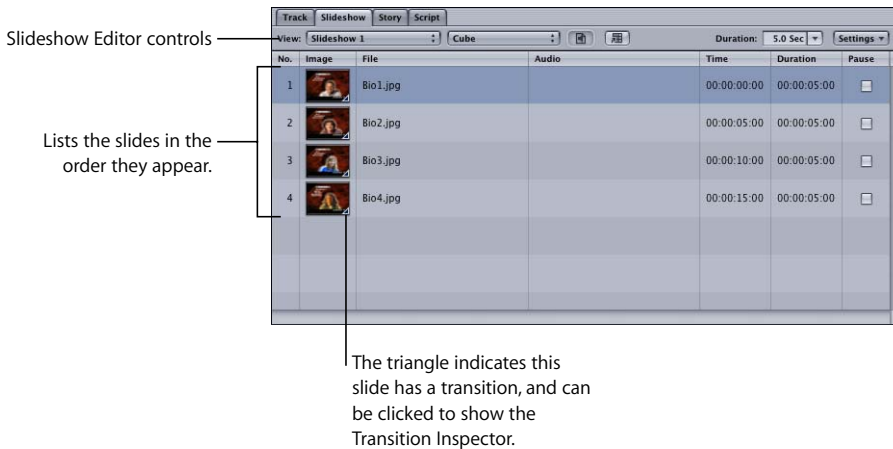 Track Slideshow Story Script
Slideshow Editor controls
View: Slideshow 1 Cube Duration: 5.0 Sec Settings
No. Image File Audio Time Duration Pause
1 Bio1.jpg 00:00:00:00 00:00:05:00
2 Bio2.jpg 00:00:05:00 00:00:05:00
Lists the slides in the
order they appear.
3 Bio3.jpg 00:00:10:00 00:00:05:00
4 Bio4.jpg 00:00:15:00 00:00:05:00
The triangle indicates this
slide has a transition, and can
be clicked to show the
Transition Inspector.